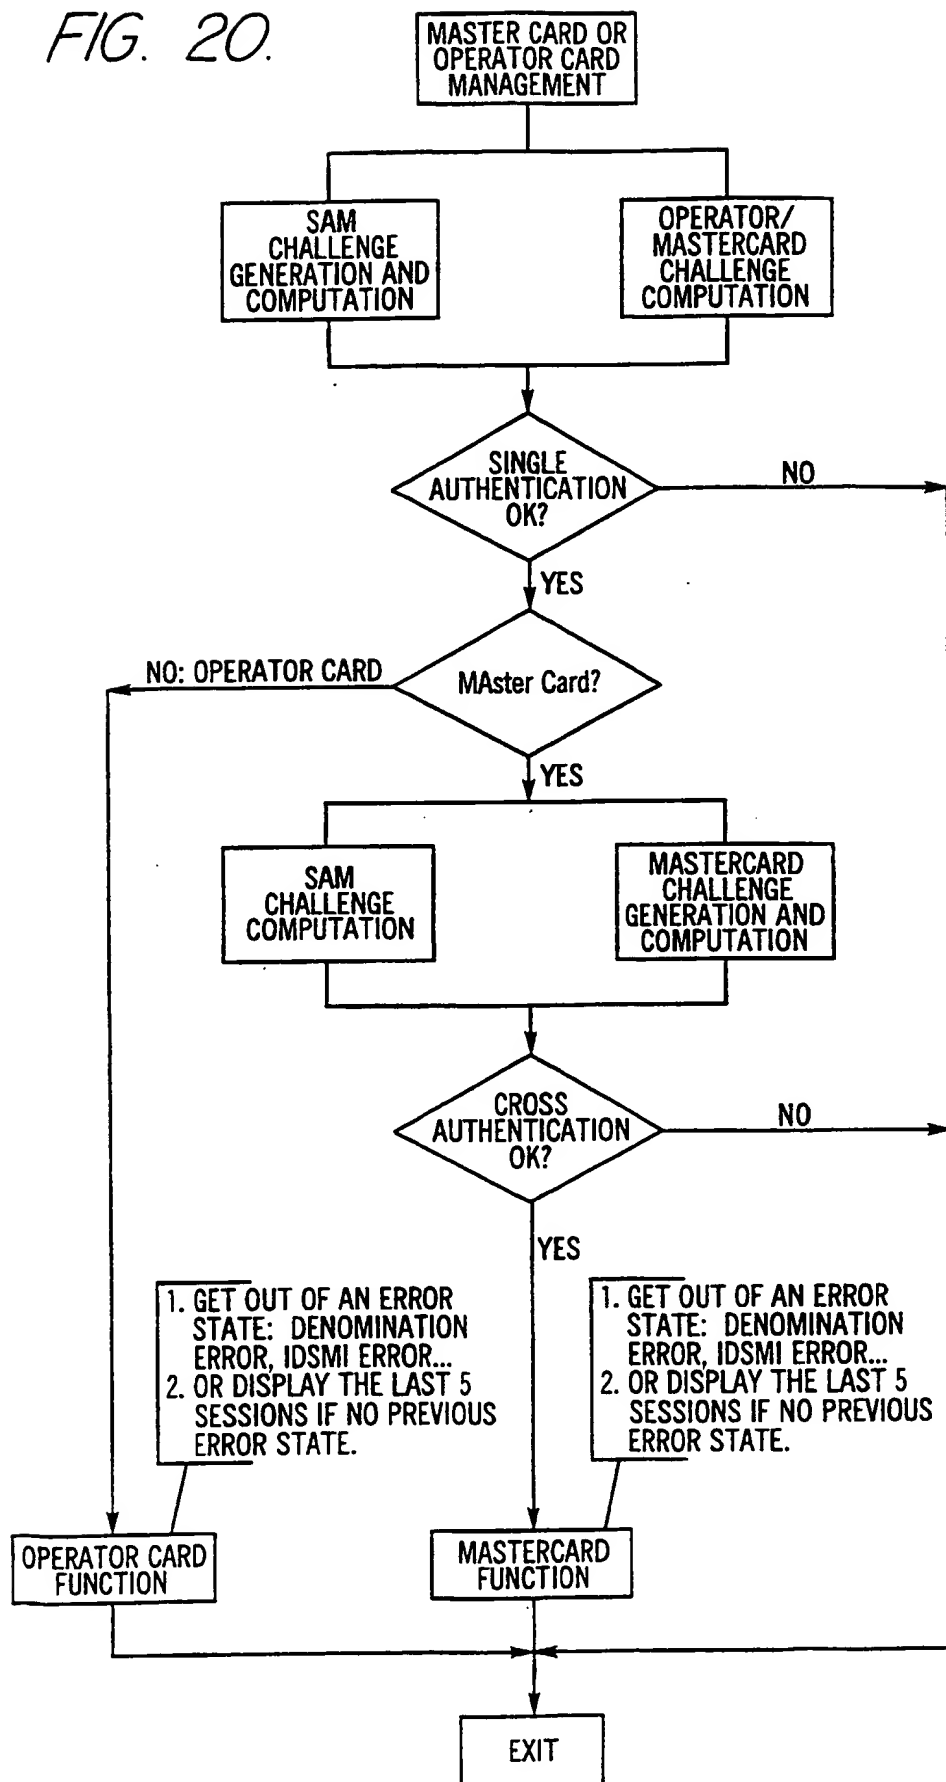 FIG. 20.
MASTER CARD OR
OPERATOR CARD
MANAGEMENT
SAM
CHALLENGE
GENERATION AND
COMPUTATION
OPERATOR/
MASTERCARD
CHALLENGE
COMPUTATION
SINGLE
AUTHENTICATION
OK?
NO
YES
NO: OPERATOR CARD
MAster Card?
YES
SAM
CHALLENGE
COMPUTATION
MASTERCARD
CHALLENGE
GENERATION AND
COMPUTATION
CROSS
AUTHENTICATION
OK?
NO
YES
1. GET OUT OF AN ERROR
STATE: DENOMINATION
ERROR, IDSMI ERROR...
2. OR DISPLAY THE LAST 5
SESSIONS IF NO PREVIOUS
ERROR STATE.
1. GET OUT OF AN ERROR
STATE: DENOMINATION
ERROR, IDSMI ERROR...
2. OR DISPLAY THE LAST 5
SESSIONS IF NO PREVIOUS
ERROR STATE.
OPERATOR CARD
FUNCTION
MASTERCARD
FUNCTION
EXIT